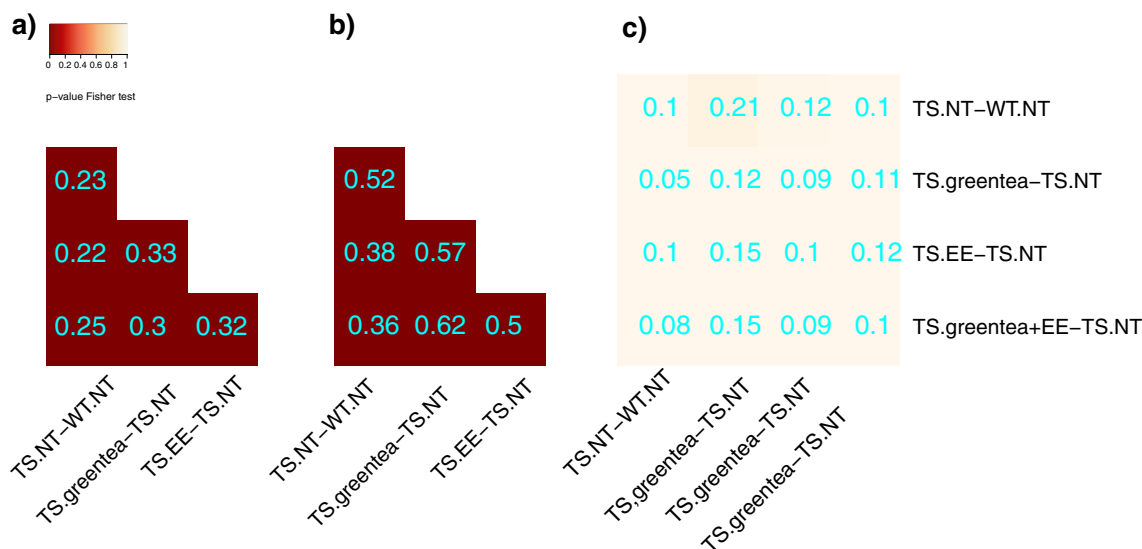 a)
b)
c)
0 0.2 0.4 0.6 0.8 1
p−value Fisher test
0.1 0.21 0.12 0.1 TS.NT−WT.NT
0.23
0.52
0.05 0.12 0.09 0.11 TS.greentea−TS.NT
0.22 0.33
0.38 0.57
0.1 0.15 0.1 0.12 TS.EE−TS.NT
0.25 0.3 0.32
0.36 0.62 0.5
0.08 0.15 0.09 0.1 TS.greentea+EE−TS.NT
TS.NT−WT.NT
TS.greentea−TS.NT
TS.EE−TS.NT
TS.NT−WT.NT
TS.greentea−TS.NT
TS.EE−TS.NT
TS.NT−WT.NT
TS,greentea−TS.NT
TS.greentea−TS.NT
TS.greentea−TS.NT